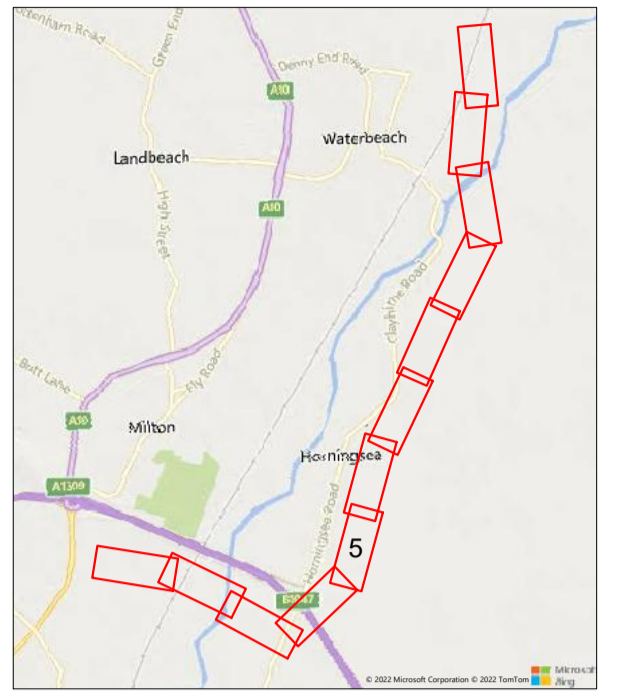 Cottenham Road
Green End
Denny End Road
A10
Waterbeach
Landbeach
A10
High Street
Clayhithe Road
Butt Lane
Ely Road
A10
Milton
Horningsea
A1309
Horningsea Road
5
© 2022 Microsoft Corporation © 2022 TomTom
Microsoft
Bing